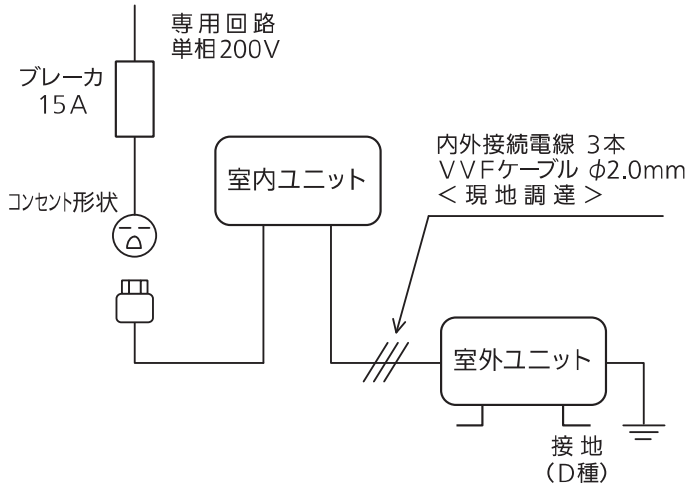 専用回路
単相200V
ブレーカ
15A
コンセント形状
室内ユニット
内外接続電線 3本
VVFケーブル φ2.0mm
<現地調達>
室外ユニット
接地
(D種)